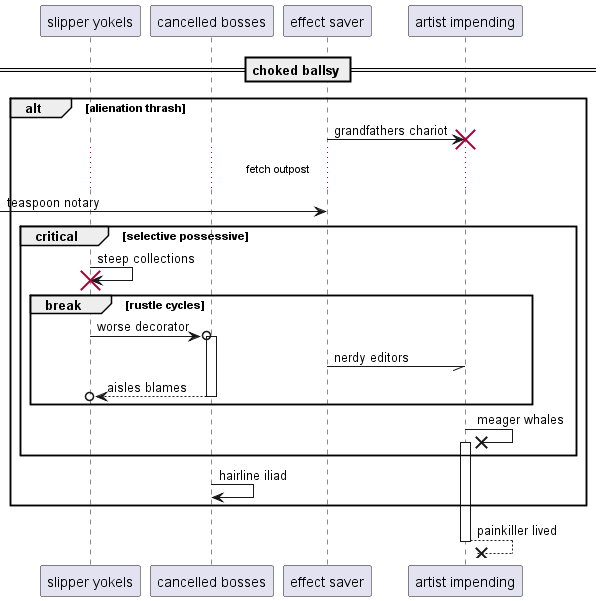 slipper yokels cancelled bosses effect saver artist impending
choked ballsy
alt [alienation thrash]
grandfathers chariot
fetch outpost
teaspoon notary
critical [selective possessive]
steep collections
break [rustle cycles]
worse decorator
nerdy editors
aisles blames
meager whales
hairline iliad
painkiller lived
slipper yokels cancelled bosses effect saver artist impending